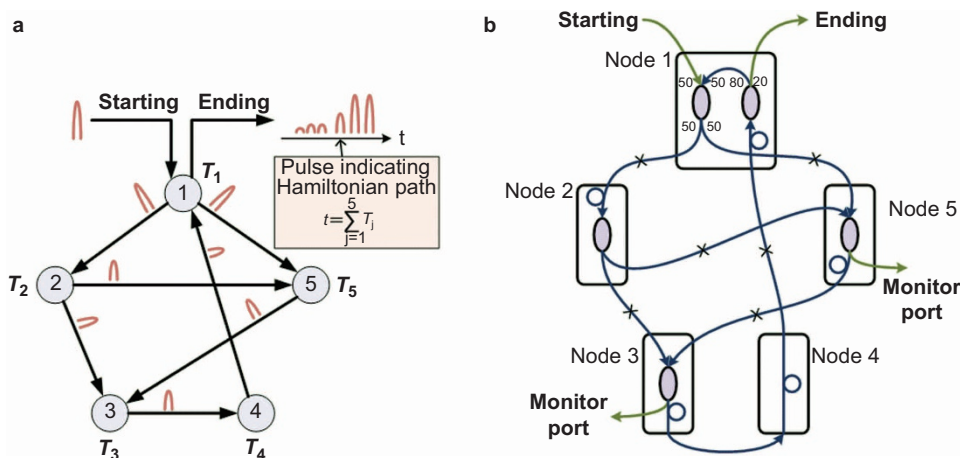 a
Starting
Ending
t
T1
Pulse indicating
Hamiltonian path
t=∑Tj
5
j=1
1
2
T2
5
T5
3
T3
4
T4
b
Starting
Ending
Node 1
50
50
80
20
50
50
Node 2
Node 5
Monitor
port
Node 3
Node 4
Monitor
port